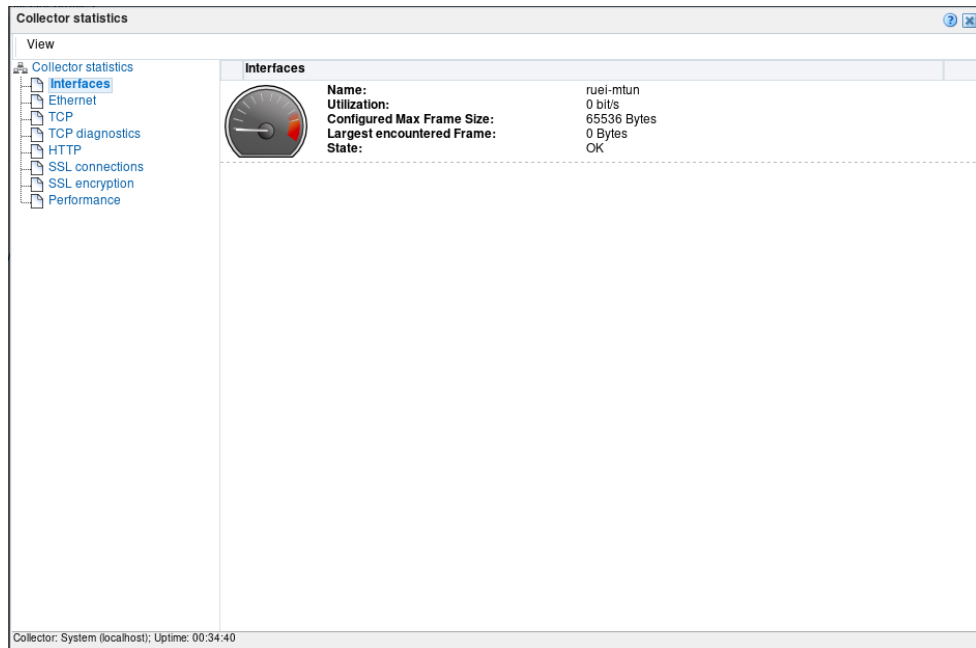 Collector statistics
View
Collector statistics
Interfaces
Ethernet
TCP
TCP diagnostics
HTTP
SSL connections
SSL encryption
Performance
Interfaces
Name: ruei-mtun
Utilization: 0 bit/s
Configured Max Frame Size: 65536 Bytes
Largest encountered Frame: 0 Bytes
State: OK
Collector: System (localhost); Uptime: 00:34:40